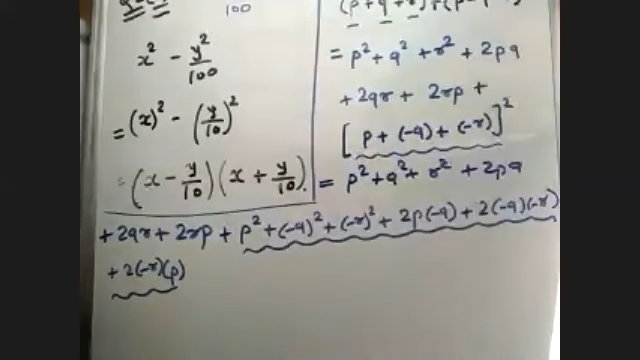 100
x² - y²/100
= (x)² - (y/10)²
= (x - y/10)(x + y/10).
= p² + q² + r² + 2pq
+ 2qr + 2rp +
[p + (-q) + (-r)]²
= p² + q² + r² + 2pq
+ 2qr + 2rp + p² + (-q)² + (-r)² + 2p(-q) + 2(-q)(-r)
+ 2(-r)(p)